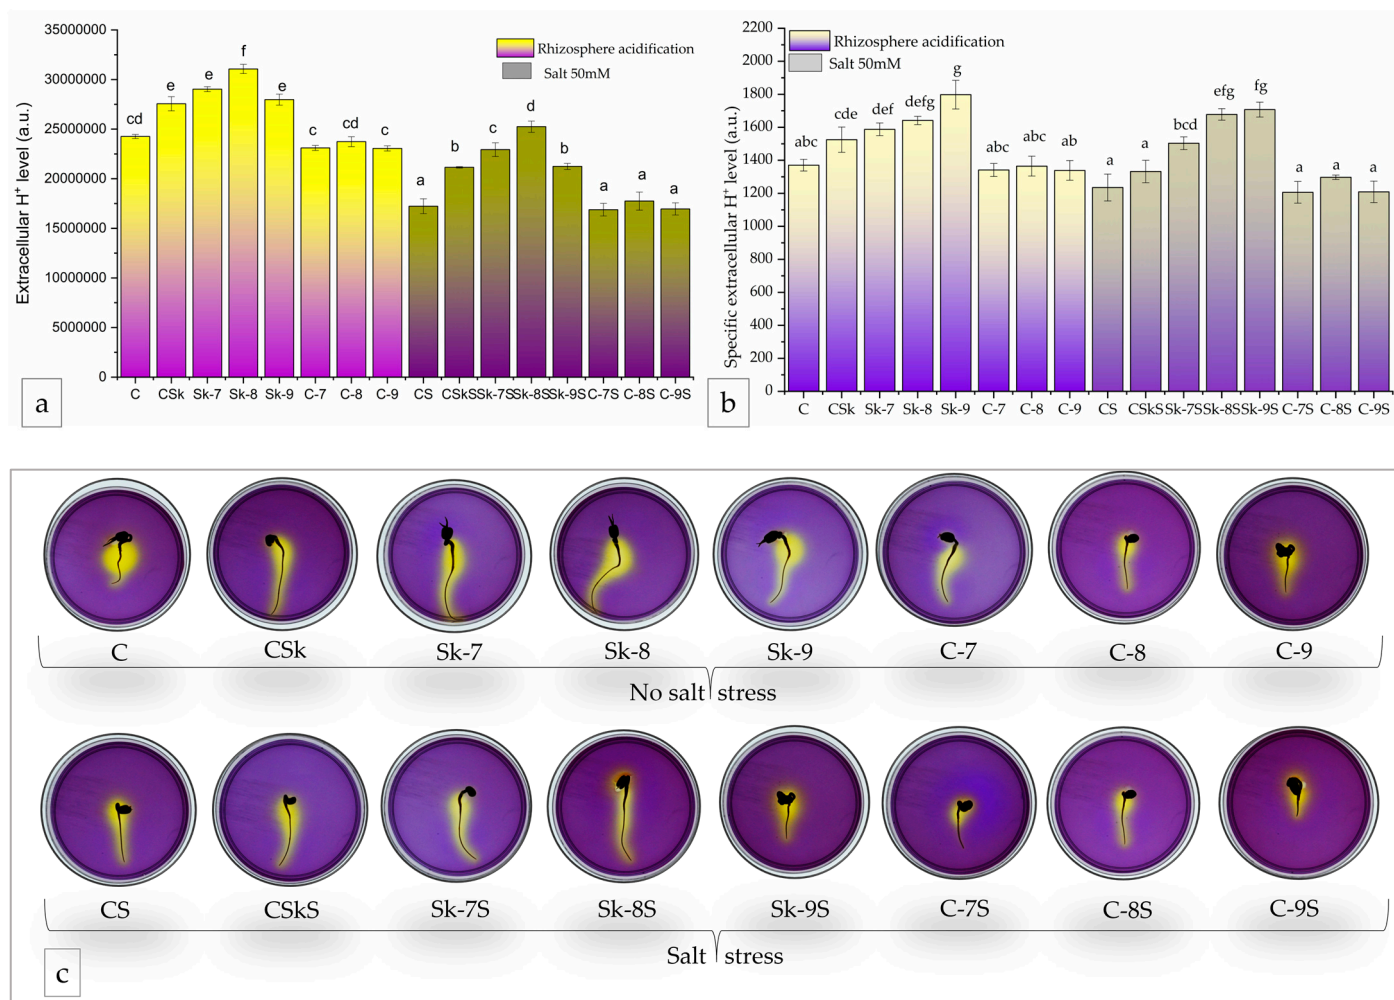 35000000
30000000
25000000
20000000
15000000
10000000
5000000
0
Extracellular H⁺ level (a.u.)
Rhizosphere acidification
Salt 50mM
cd e e f e c cd c a b c d b a a a
C CSk Sk-7 Sk-8 Sk-9 C-7 C-8 C-9 CS CSkS Sk-7S Sk-8S Sk-9S C-7S C-8S C-9S
a
2200
2000
1800
1600
1400
1200
1000
800
600
400
200
0
Specific extracellular H⁺ level (a.u.)
Rhizosphere acidification
Salt 50mM
abc cde def defg g abc abc ab a a bcd efg fg a a a
C CSk Sk-7 Sk-8 Sk-9 C-7 C-8 C-9 CS CSkS Sk-7S Sk-8S Sk-9S C-7S C-8S C-9S
b
C CSk Sk-7 Sk-8 Sk-9 C-7 C-8 C-9
No salt stress
CS CSkS Sk-7S Sk-8S Sk-9S C-7S C-8S C-9S
Salt stress
c